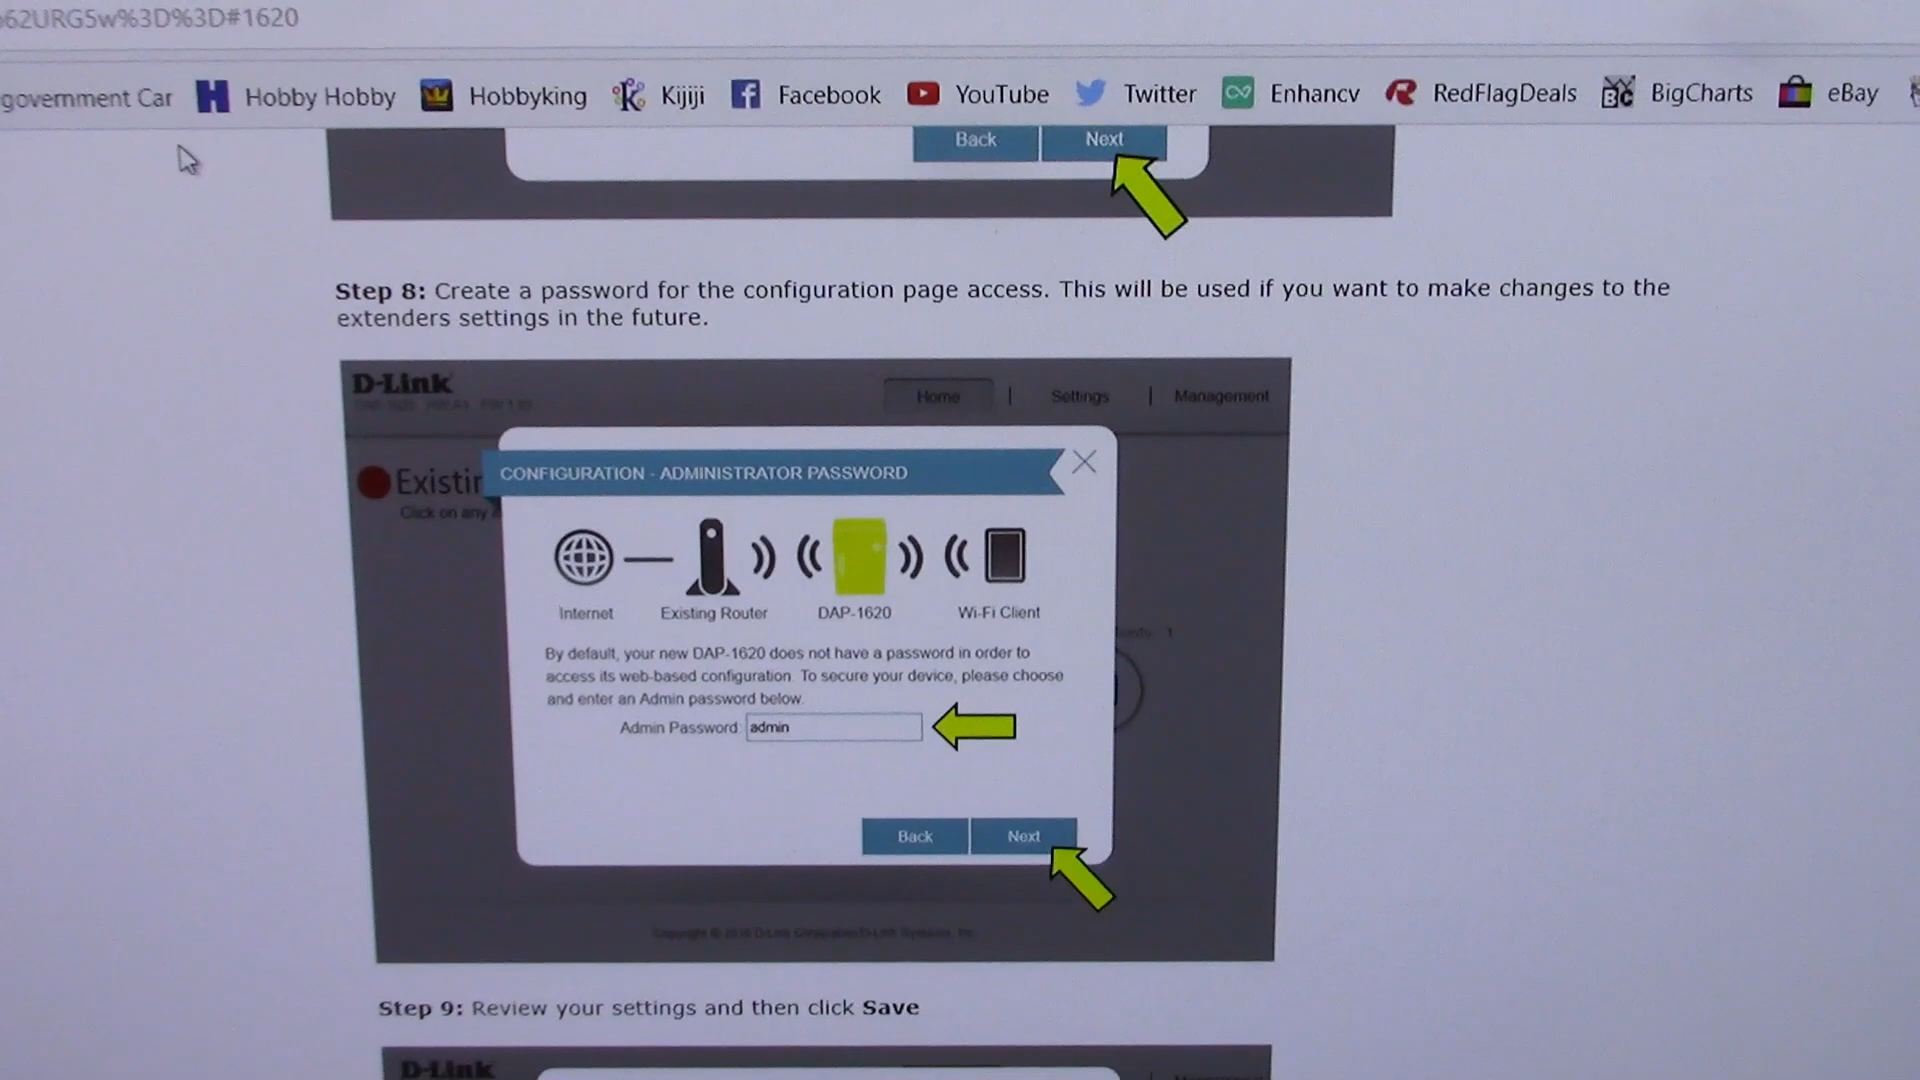 62URG5w%3D%3D#1620
government Car Hobby Hobby Hobbyking Kijiji Facebook YouTube Twitter Enhancv RedFlagDeals BigCharts eBay
Back Next
Step 8: Create a password for the configuration page access. This will be used if you want to make changes to the
extenders settings in the future.
D-Link
Home | Settings | Management
Existin
Click on any
CONFIGURATION - ADMINISTRATOR PASSWORD
Internet Existing Router DAP-1620 Wi-Fi Client
By default, your new DAP-1620 does not have a password in order to
access its web-based configuration. To secure your device, please choose
and enter an Admin password below.
Admin Password: admin
Back Next
Step 9: Review your settings and then click Save
D-Link